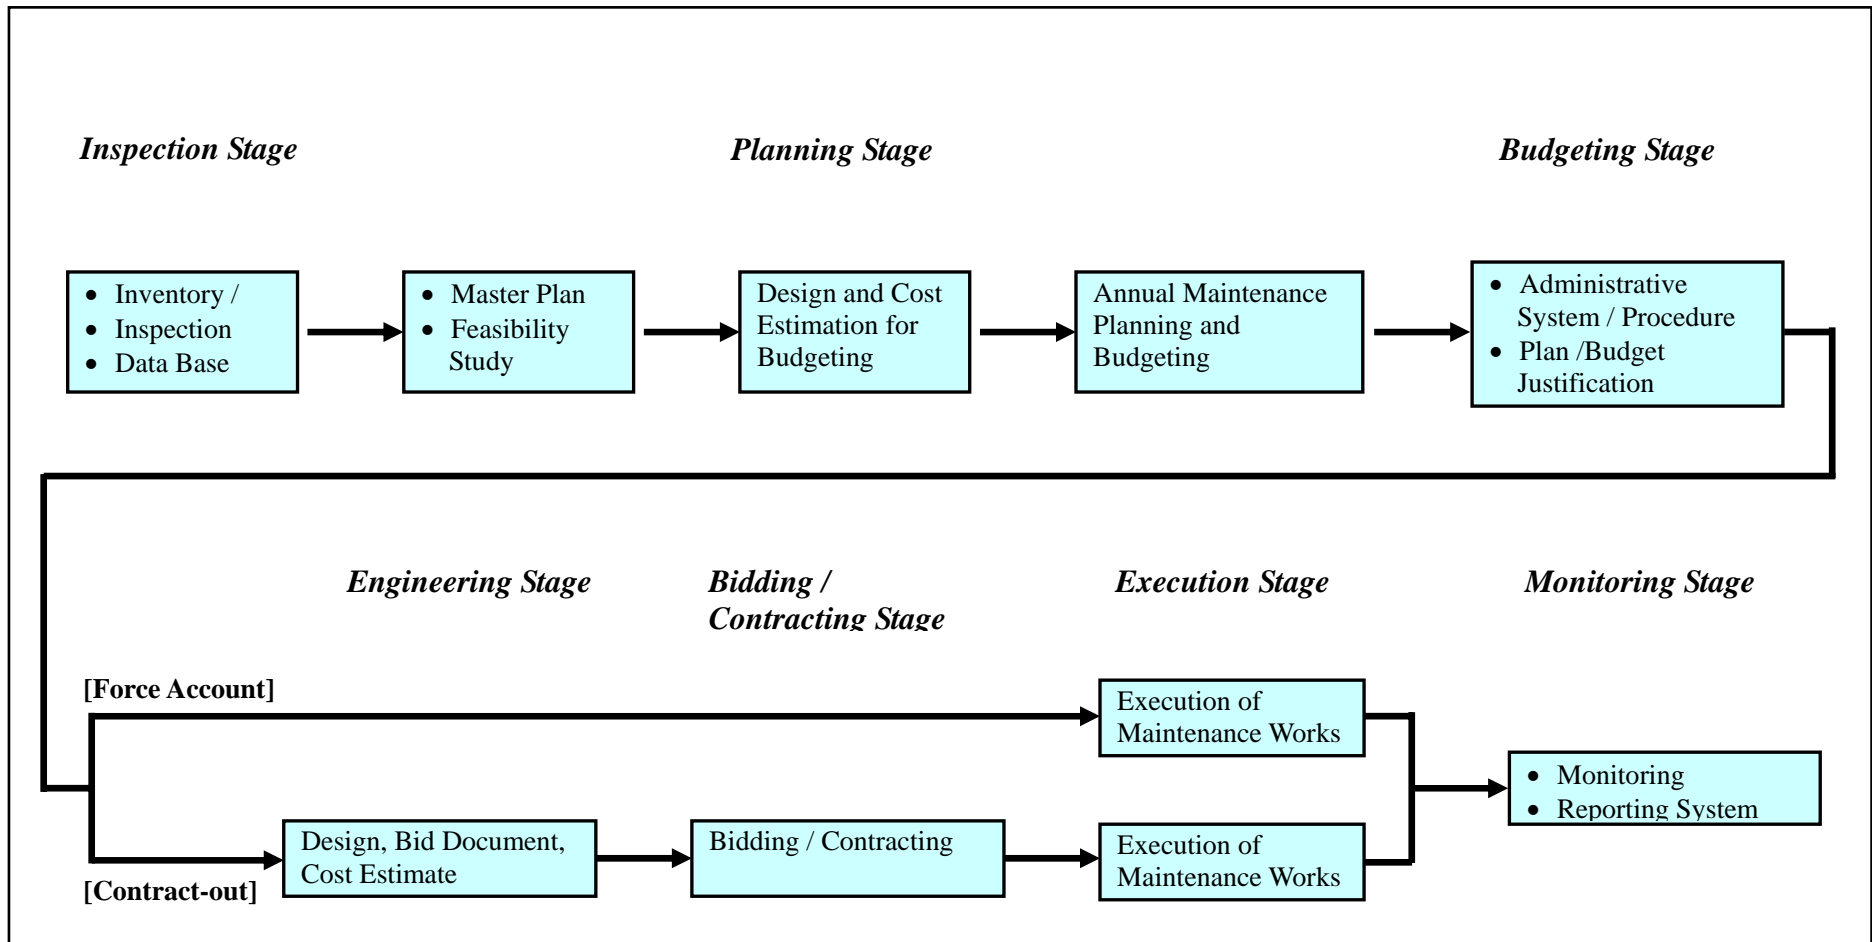 Inspection Stage
Planning Stage
Budgeting Stage
• Inventory /
• Inspection
• Data Base
• Master Plan
• Feasibility
Study
Design and Cost
Estimation for
Budgeting
Annual Maintenance
Planning and
Budgeting
• Administrative
System / Procedure
• Plan /Budget
Justification
Engineering Stage
Bidding /
Contracting Stage
Execution Stage
Monitoring Stage
[Force Account]
Execution of
Maintenance Works
• Monitoring
• Reporting System
Design, Bid Document,
Cost Estimate
Bidding / Contracting
Execution of
Maintenance Works
[Contract-out]